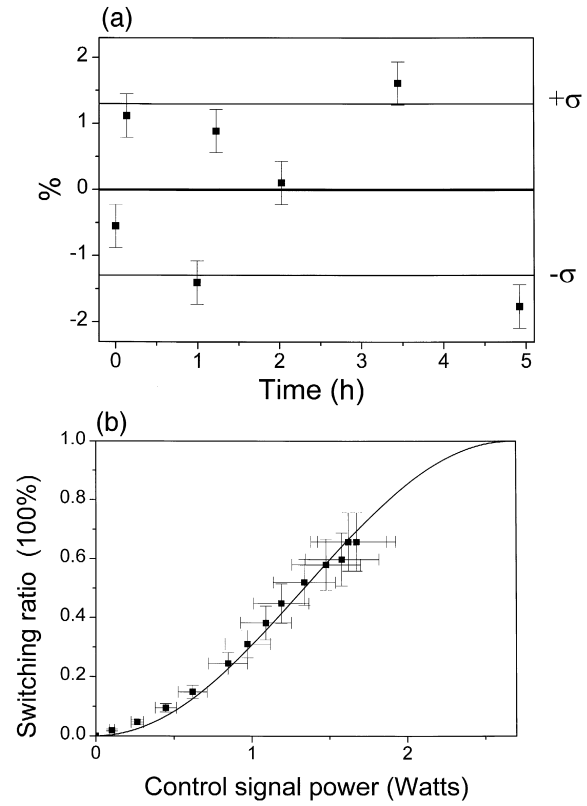 (a)
2
+σ
1
%
0
-1
-σ
-2
0 1 2 3 4 5
Time (h)
(b)
1.0
0.8
0.6
0.4
0.2
0.0
Switching ratio (100%)
0 1 2
Control signal power (Watts)